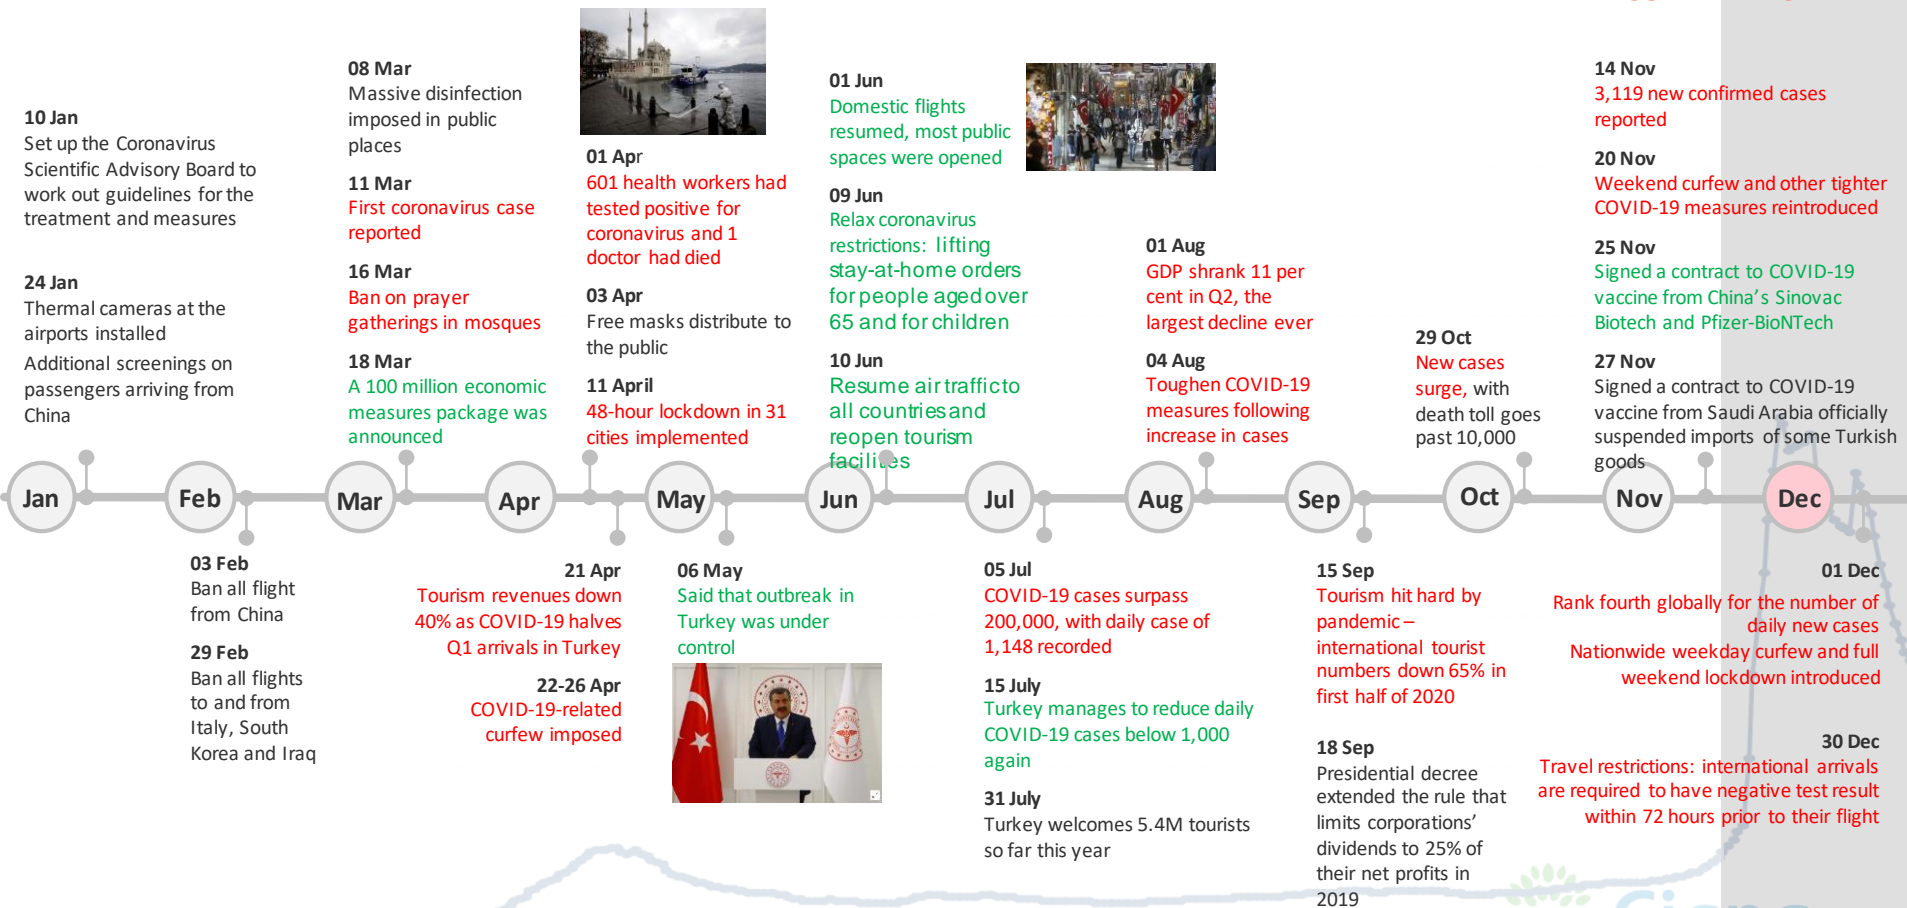 10 Jan
Set up the Coronavirus
Scientific Advisory Board to
work out guidelines for the
treatment and measures
24 Jan
Thermal cameras at the
airports installed
Additional screenings on
passengers arriving from
China
08 Mar
Massive disinfection
imposed in public
places
11 Mar
First coronavirus case
reported
16 Mar
Ban on prayer
gatherings in mosques
18 Mar
A 100 million economic
measures package was
announced
01 Apr
601 health workers had
tested positive for
coronavirus and 1
doctor had died
03 Apr
Free masks distribute to
the public
11 April
48-hour lockdown in 31
cities implemented
01 Jun
Domestic flights
resumed, most public
spaces were opened
09 Jun
Relax coronavirus
restrictions: lifting
stay-at-home orders
for people aged over
65 and for children
10 Jun
Resume air traffic to
all countries and
reopen tourism
facilites
01 Aug
GDP shrank 11 per
cent in Q2, the
largest decline ever
04 Aug
Toughen COVID-19
measures following
increase in cases
29 Oct
New cases
surge, with
death toll goes
past 10,000
14 Nov
3,119 new confirmed cases
reported
20 Nov
Weekend curfew and other tighter
COVID-19 measures reintroduced
25 Nov
Signed a contract to COVID-19
vaccine from China's Sinovac
Biotech and Pfizer-BioNTech
27 Nov
Signed a contract to COVID-19
vaccine from Saudi Arabia officially
suspended imports of some Turkish
goods
Jan Feb Mar Apr May Jun Jul Aug Sep Oct Nov Dec
03 Feb
Ban all flight
from China
29 Feb
Ban all flights
to and from
Italy, South
Korea and Iraq
21 Apr
Tourism revenues down
40% as COVID-19 halves
Q1 arrivals in Turkey
22-26 Apr
COVID-19-related
curfew imposed
06 May
Said that outbreak in
Turkey was under
control
05 Jul
COVID-19 cases surpass
200,000, with daily case of
1,148 recorded
15 July
Turkey manages to reduce daily
COVID-19 cases below 1,000
again
31 July
Turkey welcomes 5.4M tourists
so far this year
15 Sep
Tourism hit hard by
pandemic –
international tourist
numbers down 65% in
first half of 2020
18 Sep
Presidential decree
extended the rule that
limits corporations'
dividends to 25% of
their net profits in
2019
01 Dec
Rank fourth globally for the number of
daily new cases
Nationwide weekday curfew and full
weekend lockdown introduced
30 Dec
Travel restrictions: international arrivals
are required to have negative test result
within 72 hours prior to their flight